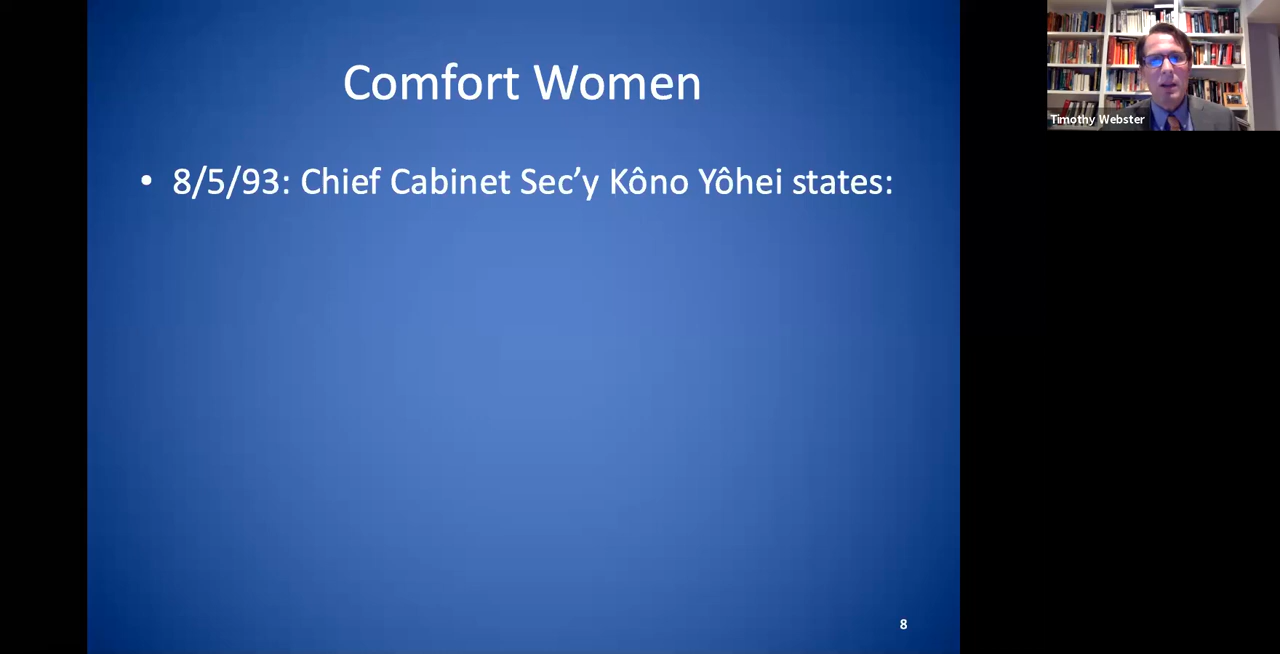 Comfort Women
• 8/5/93: Chief Cabinet Sec’y Kôno Yôhei states:
8
Timothy Webster